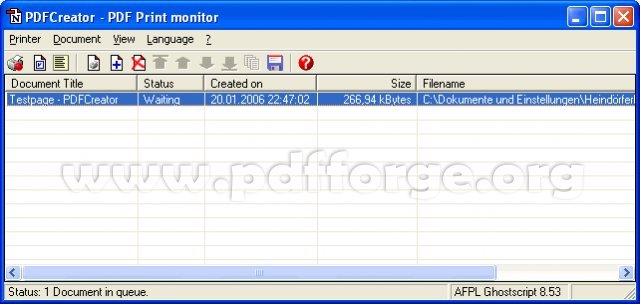 PDFCreator - PDF Print monitor
Printer Document View Language ?
Document Title Status Created on Size Filename
Testpage - PDFCreator Waiting 20.01.2006 22:47:02 266,94 kBytes C:\Dokumente und Einstellungen\Heindörfer\
www.pdfforge.org
Status: 1 Document in queue. AFPL Ghostscript 8.53